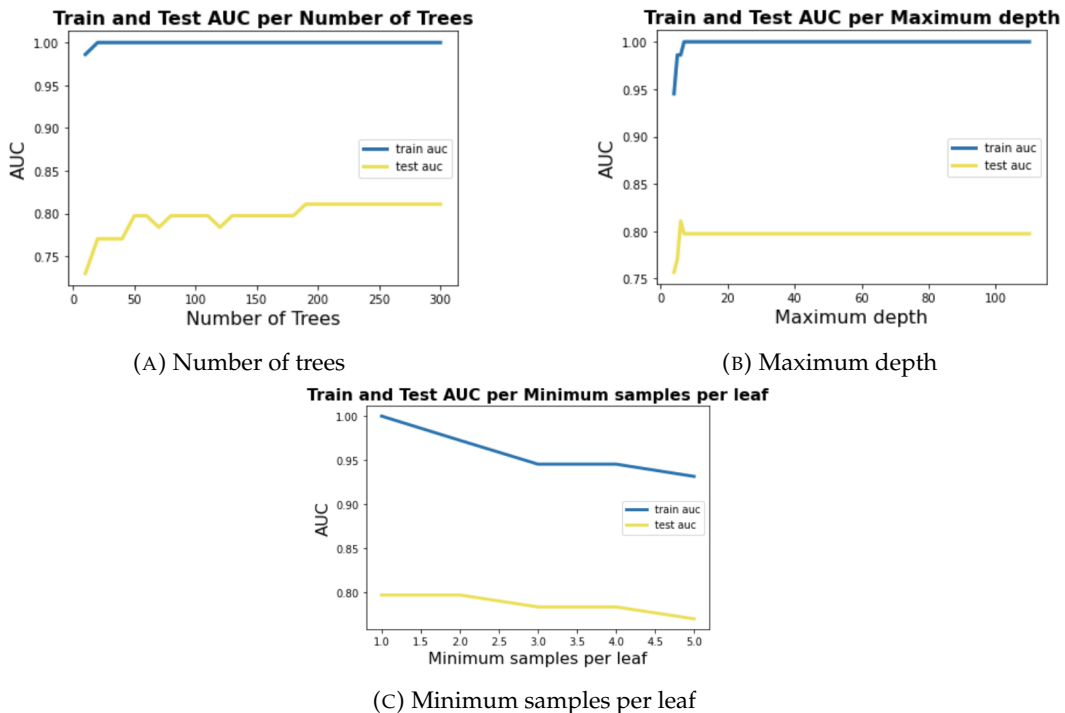 Train and Test AUC per Number of Trees
1.00
0.95
0.90
0.85
0.80
0.75
AUC
train auc
test auc
0 50 100 150 200 250 300
Number of Trees
(A) Number of trees
Train and Test AUC per Maximum depth
1.00
0.95
0.90
0.85
0.80
0.75
AUC
train auc
test auc
0 20 40 60 80 100
Maximum depth
(B) Maximum depth
Train and Test AUC per Minimum samples per leaf
1.00
0.95
0.90
0.85
0.80
AUC
train auc
test auc
1.0 1.5 2.0 2.5 3.0 3.5 4.0 4.5 5.0
Minimum samples per leaf
(C) Minimum samples per leaf